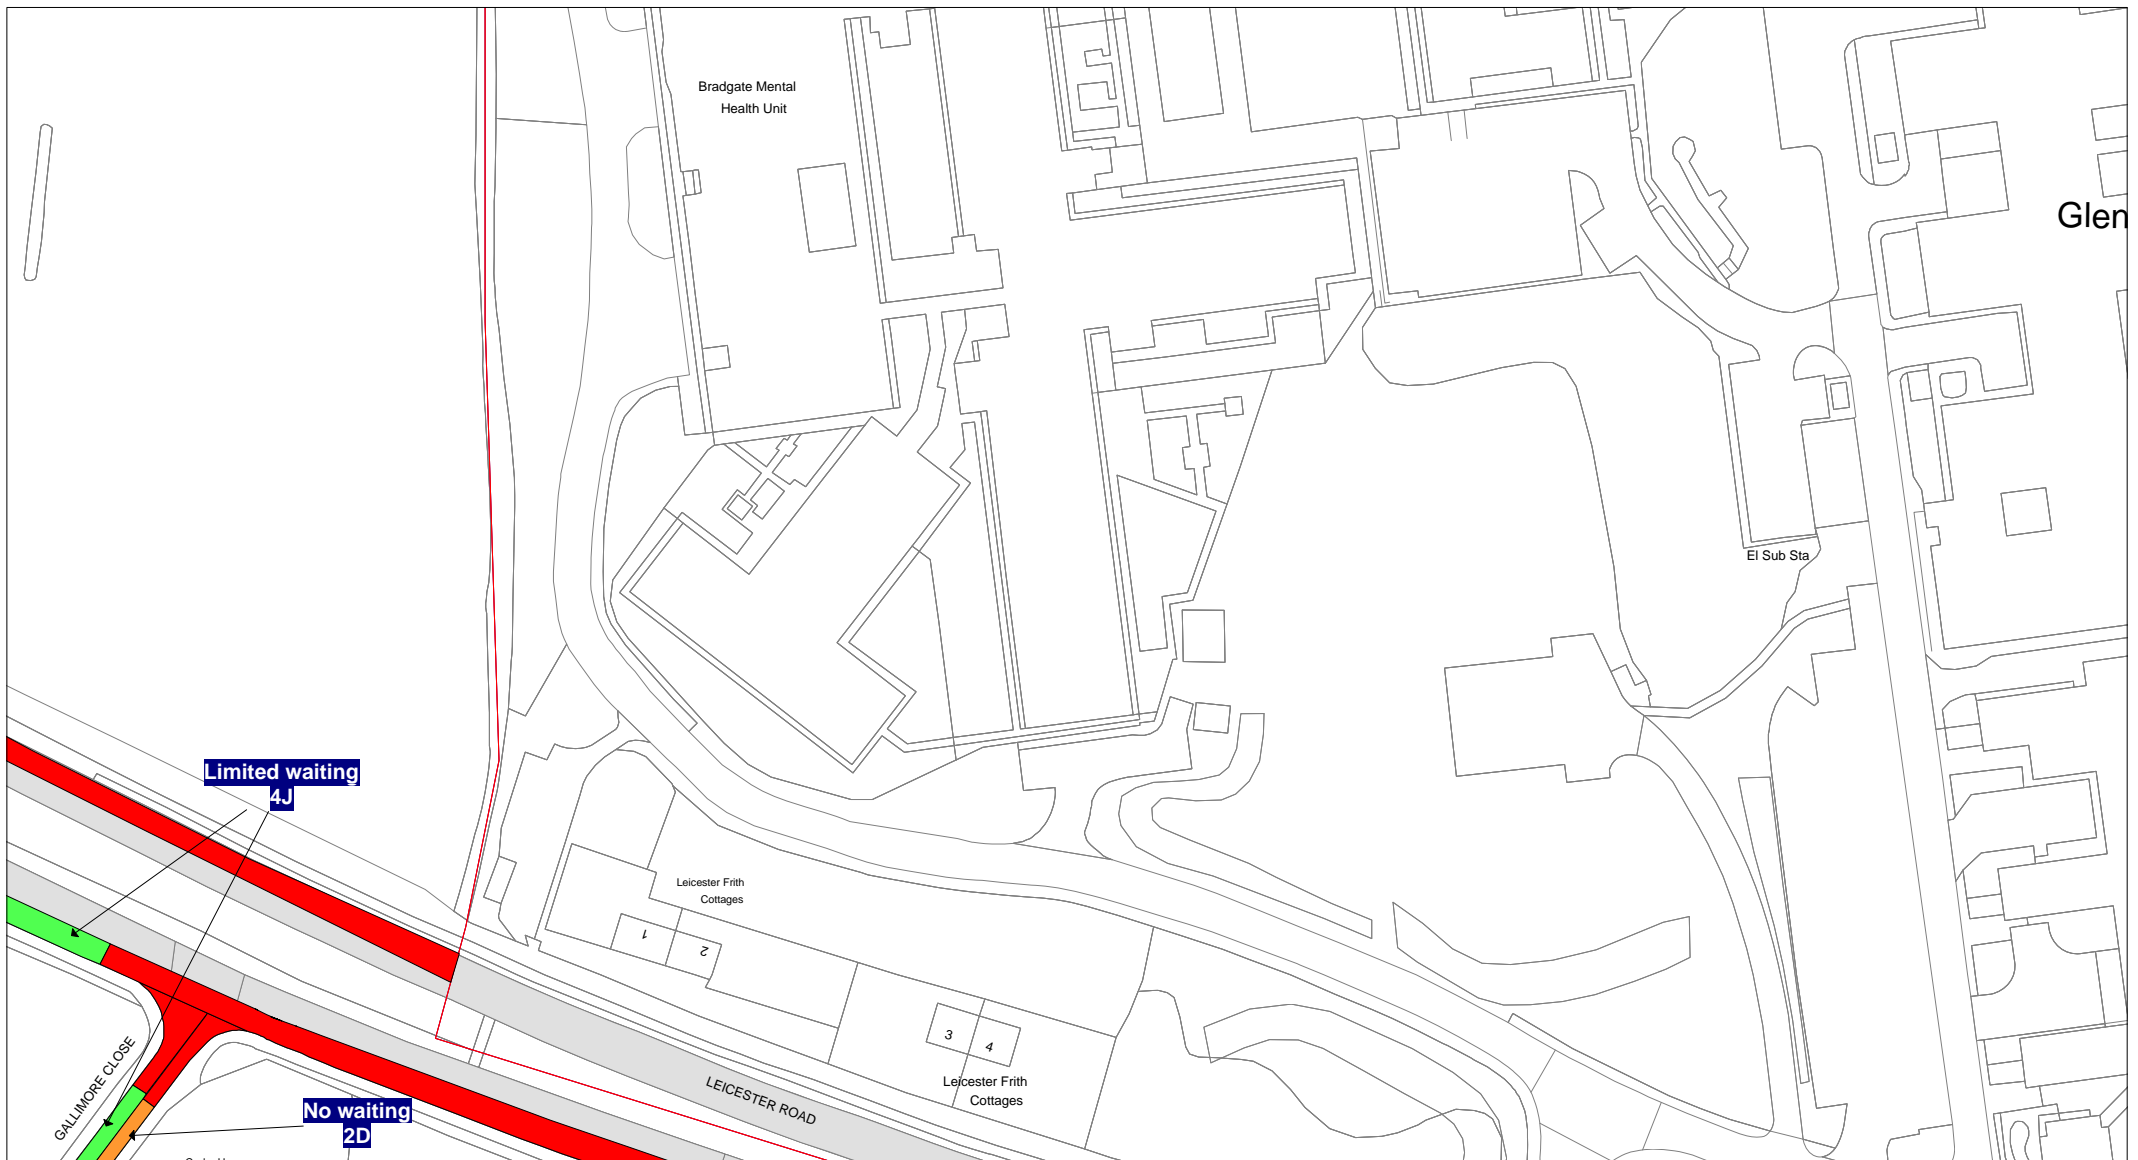 Bradgate Mental
Health Unit
Glen
El Sub Sta
Limited waiting
4J
Leicester Frith
Cottages
1
2
3
4
Leicester Frith
Cottages
LEICESTER ROAD
GALLIMORE CLOSE
No waiting
2D